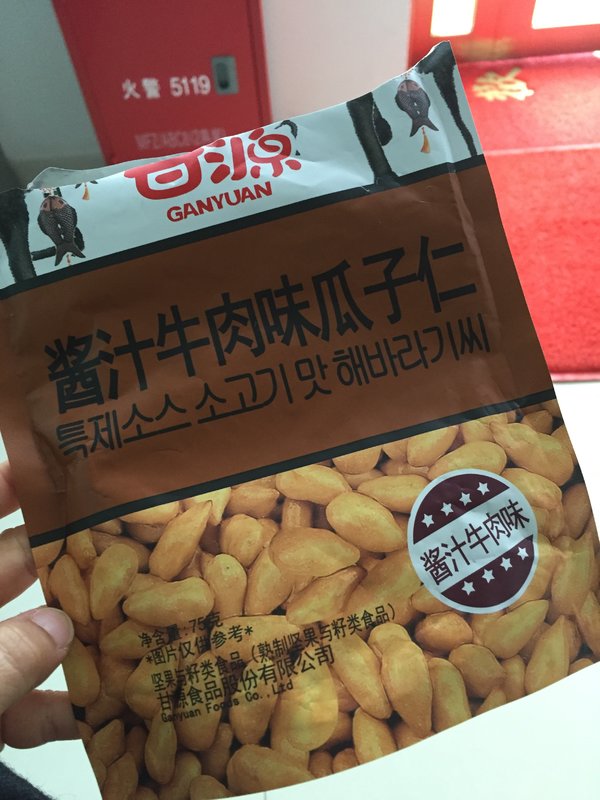 火警 5119
甘源
GANYUAN
酱汁牛肉味瓜子仁
특제소스 소고기 맛 해바라기씨
酱汁牛肉味
净含量:75克
*图片仅供参考*
坚果与籽类食品（熟制坚果与籽类食品）
甘源食品股份有限公司
Ganyuan Foods Co.,Ltd